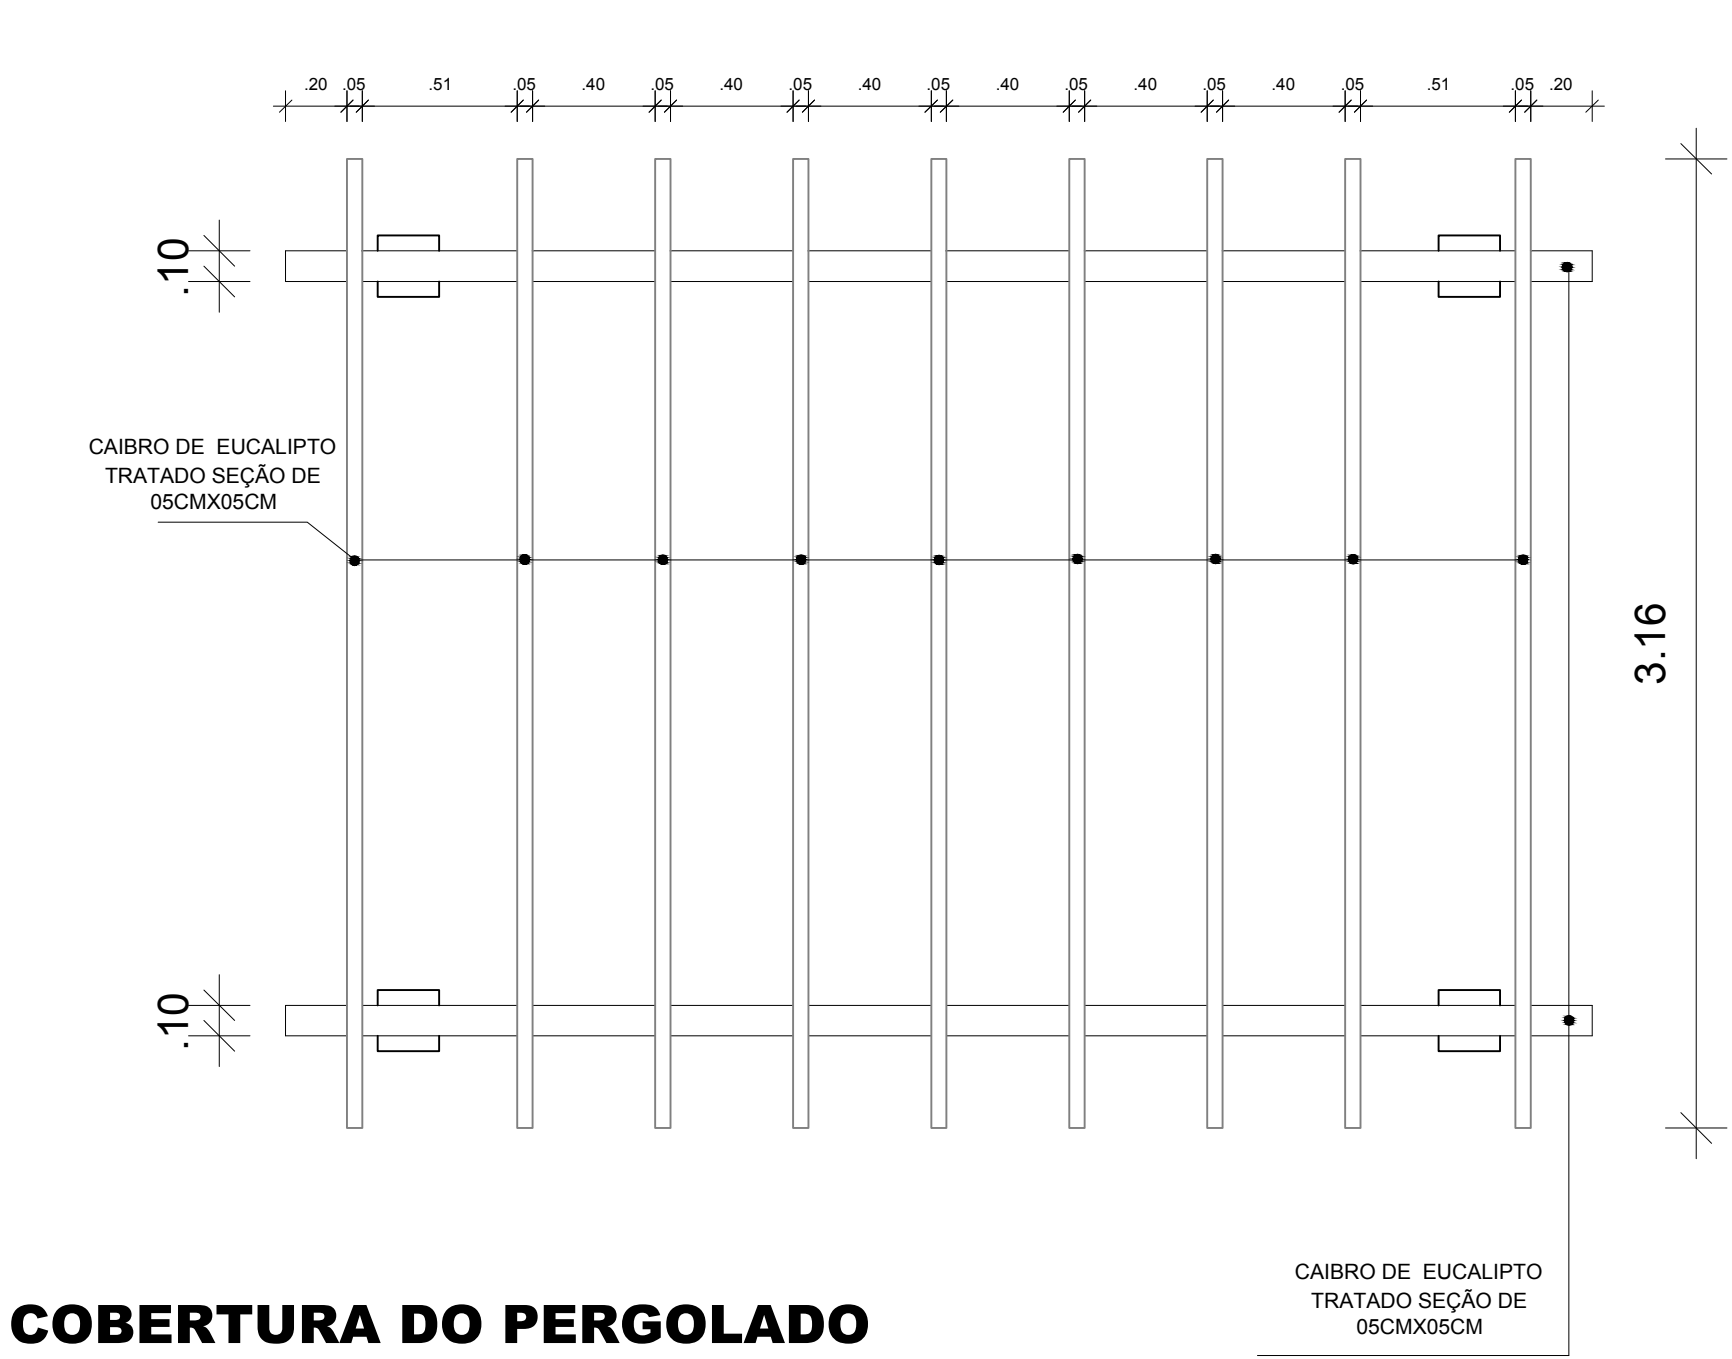 .20 .05 .51 .05 .40 .05 .40 .05 .40 .05 .40 .05 .40 .05 .40 .05 .51 .05 .20
.10
CAIBRO DE EUCALIPTO
TRATADO SEÇÃO DE
05CMX05CM
3.16
.10
CAIBRO DE EUCALIPTO
TRATADO SEÇÃO DE
05CMX05CM
COBERTURA DO PERGOLADO